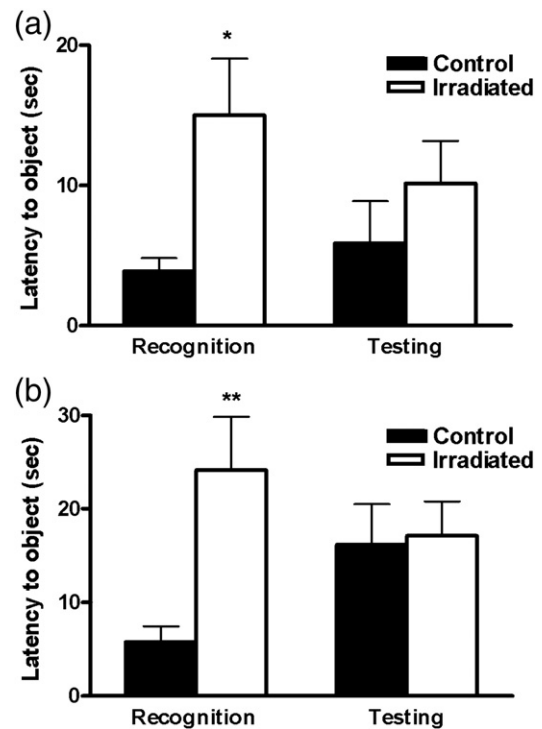 (a)
20
*
Control
Irradiated
Latency to object (sec)
10
0
Recognition Testing
(b)
30
**
Control
Irradiated
Latency to object (sec)
20
10
0
Recognition Testing